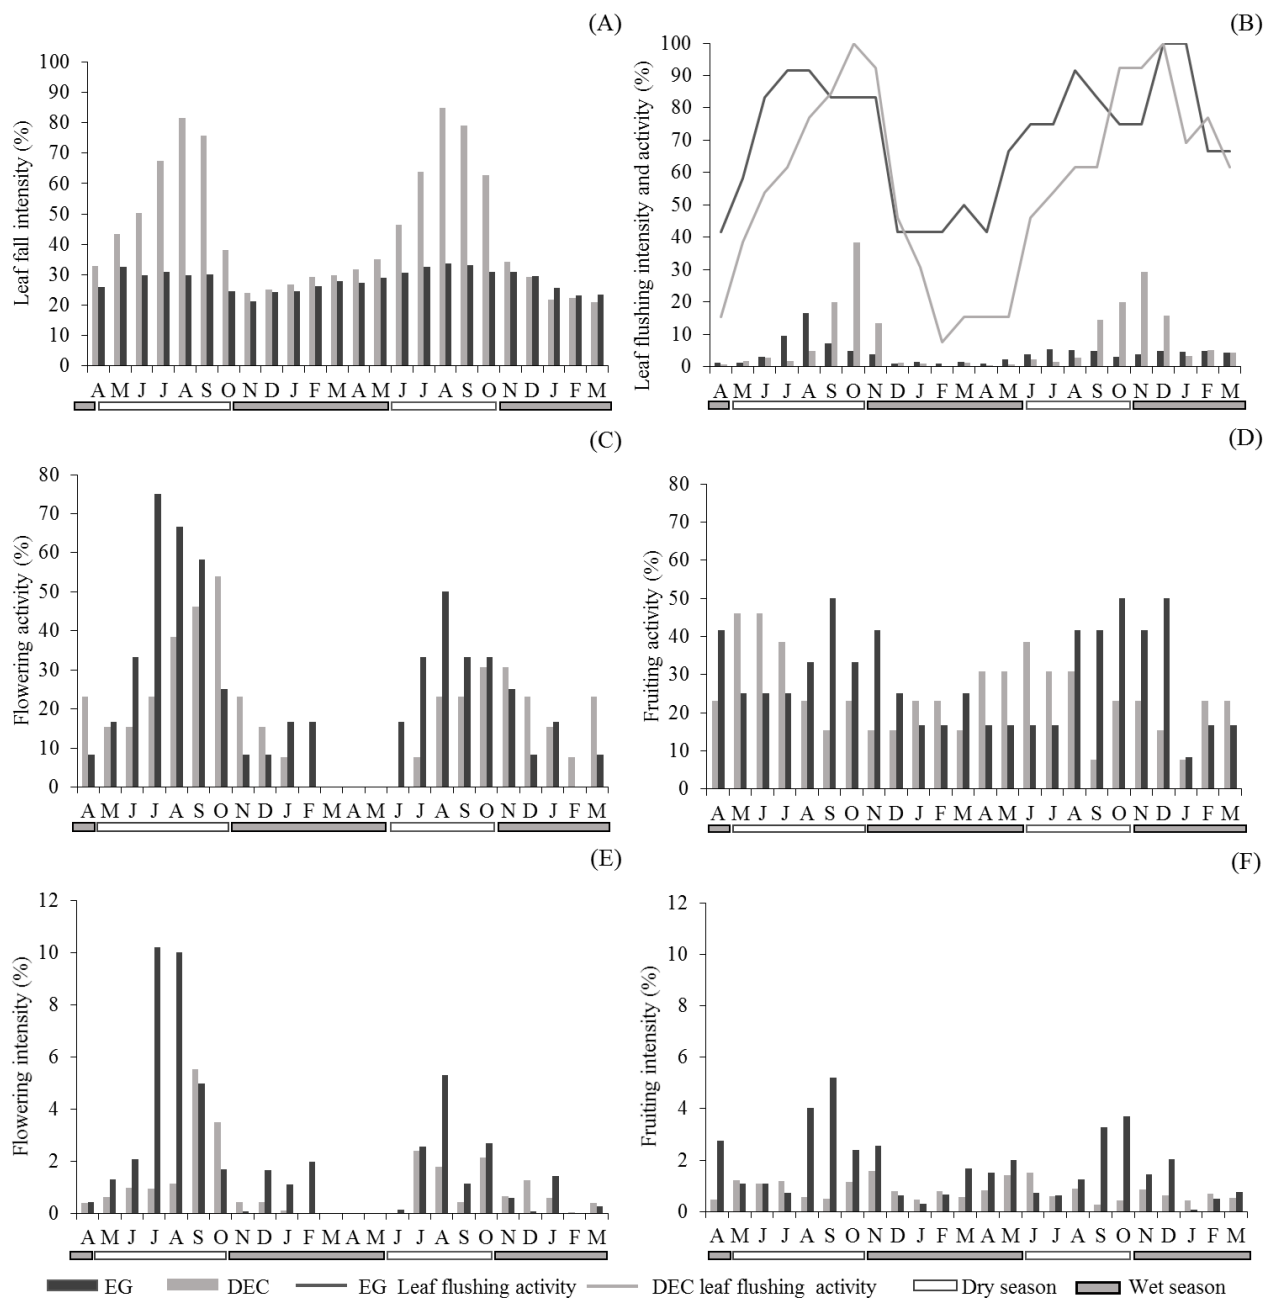 (A)
Leaf fall intensity (%)
100
90
80
70
60
50
40
30
20
10
0
A M J J A S O N D J F M A M J J A S O N D J F M
(B)
Leaf flushing intensity and activity (%)
100
90
80
70
60
50
40
30
20
10
0
A M J J A S O N D J F M A M J J A S O N D J F M
(C)
Flowering activity (%)
80
70
60
50
40
30
20
10
0
A M J J A S O N D J F M A M J J A S O N D J F M
(D)
Fruiting activity (%)
80
70
60
50
40
30
20
10
0
A M J J A S O N D J F M A M J J A S O N D J F M
(E)
Flowering intensity (%)
12
10
8
6
4
2
0
A M J J A S O N D J F M A M J J A S O N D J F M
(F)
Fruiting intensity (%)
12
10
8
6
4
2
0
A M J J A S O N D J F M A M J J A S O N D J F M
EG DEC EG Leaf flushing activity DEC leaf flushing activity Dry season Wet season